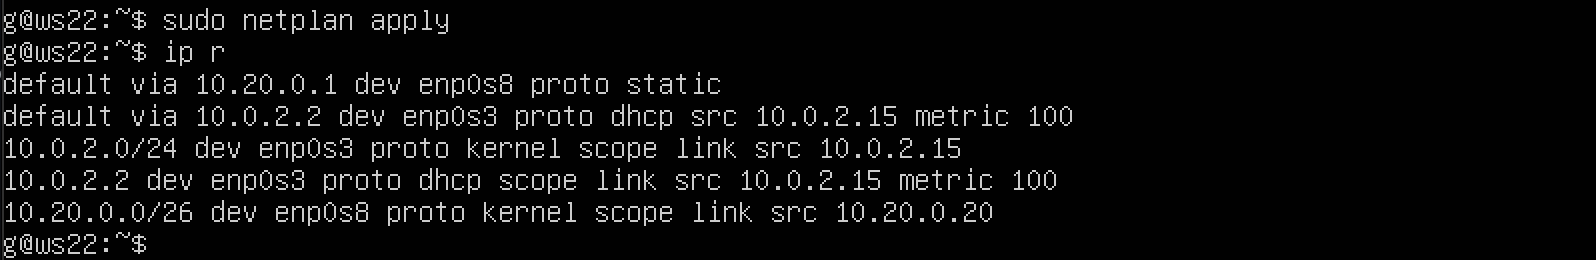 g@ws22:~$ sudo netplan apply
g@ws22:~$ ip r
default via 10.20.0.1 dev enp0s8 proto static
default via 10.0.2.2 dev enp0s3 proto dhcp src 10.0.2.15 metric 100
10.0.2.0/24 dev enp0s3 proto kernel scope link src 10.0.2.15
10.0.2.2 dev enp0s3 proto dhcp scope link src 10.0.2.15 metric 100
10.20.0.0/26 dev enp0s8 proto kernel scope link src 10.20.0.20
g@ws22:~$